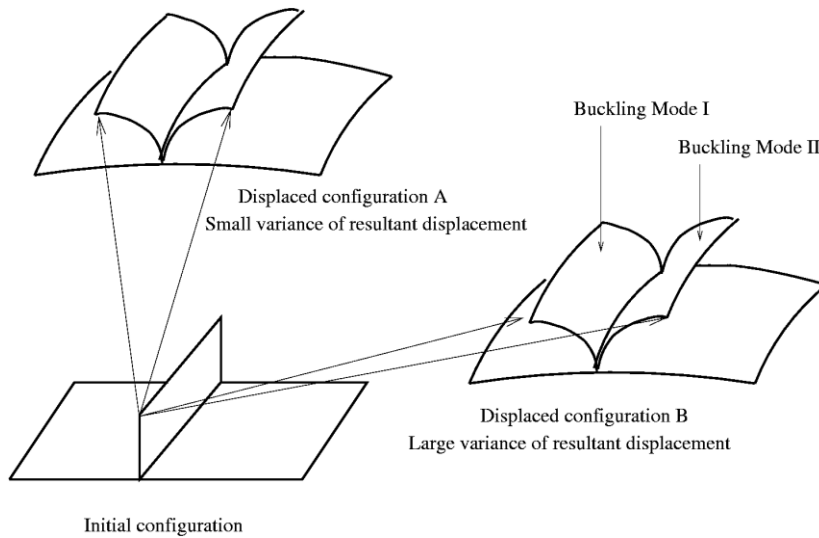 Buckling Mode I
Buckling Mode II
Displaced configuration A
Small variance of resultant displacement
Displaced configuration B
Large variance of resultant displacement
Initial configuration